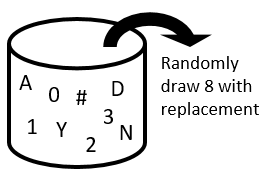 A 0 # D
1 Y 2 3 N
Randomly
draw 8 with
replacement